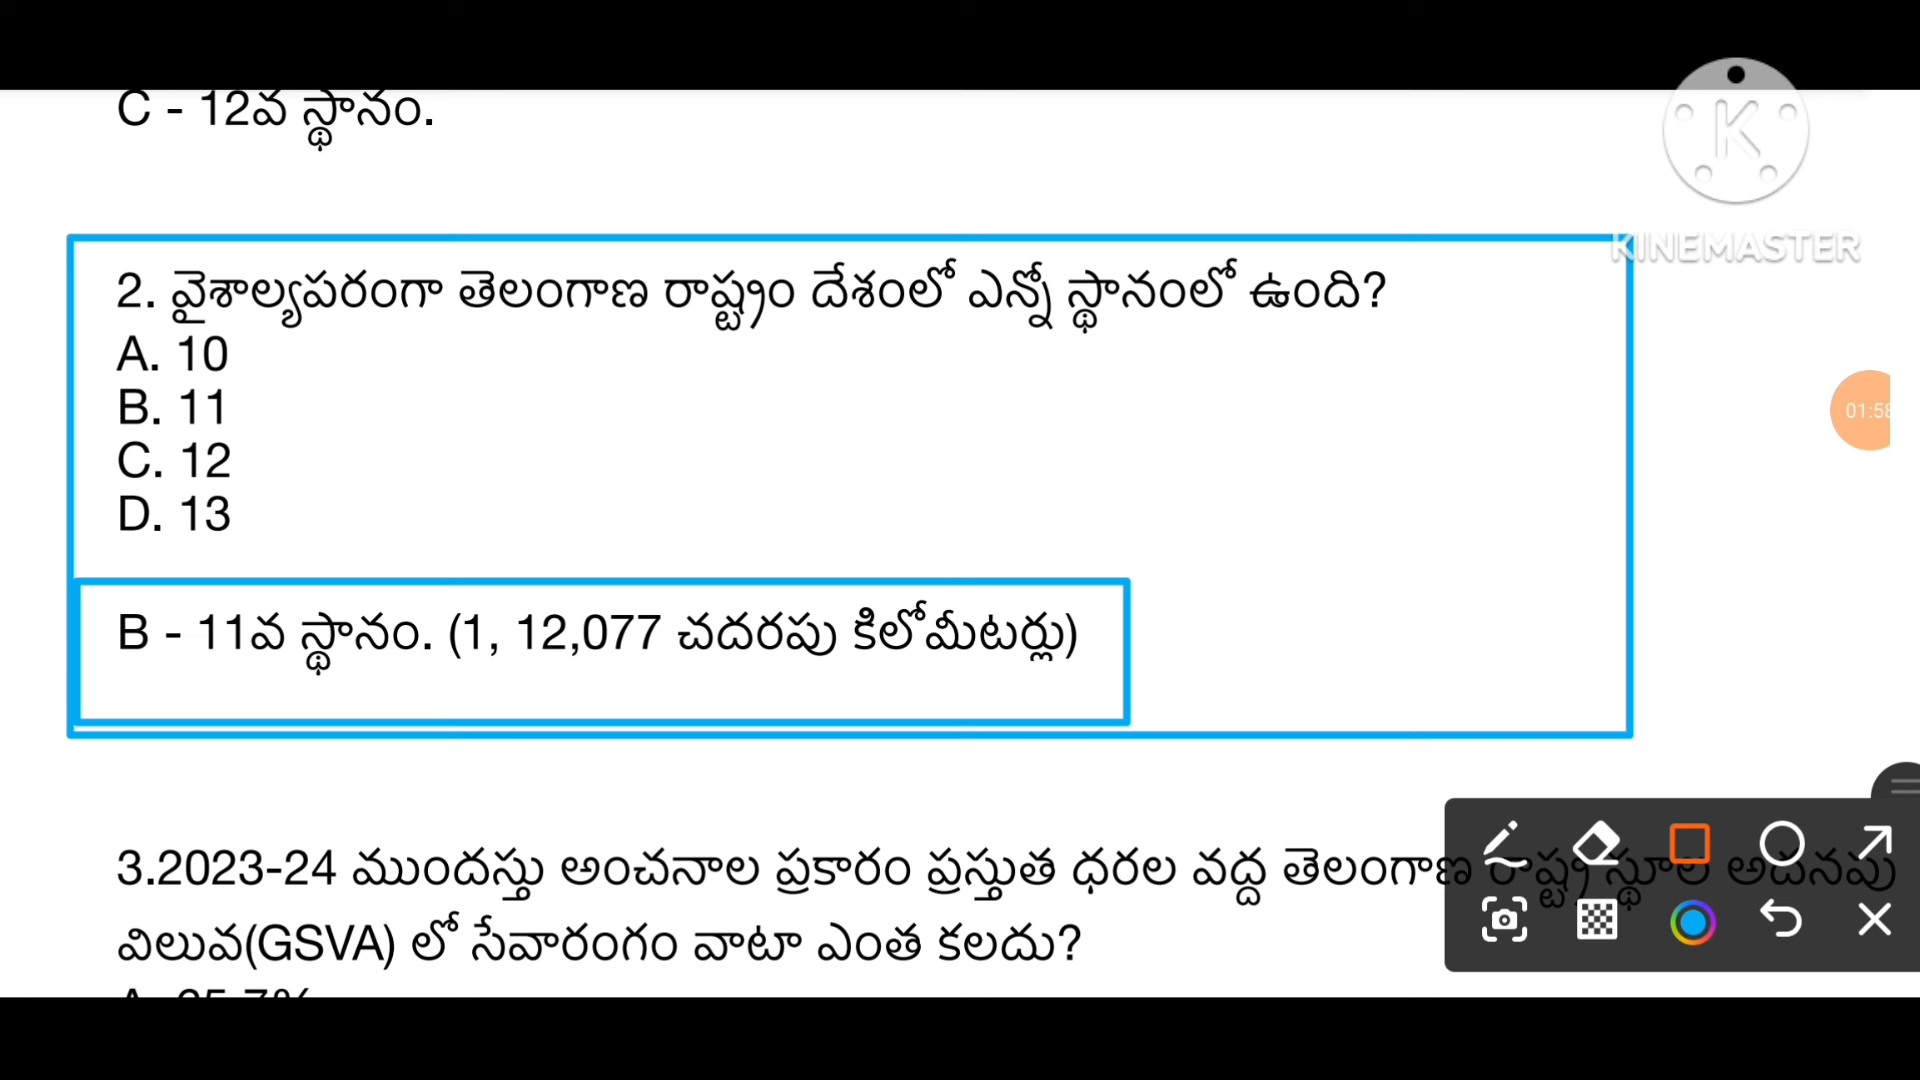 C - 12వ స్థానం.
KINEMASTER
2. వైశాల్యపరంగా తెలంగాణ రాష్ట్రం దేశంలో ఎన్నో స్థానంలో ఉంది?
A. 10
B. 11
C. 12
D. 13
01:58
B - 11వ స్థానం. (1, 12,077 చదరపు కిలోమీటర్లు)
3.2023-24 ముందస్తు అంచనాల ప్రకారం ప్రస్తుత ధరల వద్ద తెలంగాణ రాష్ట్ర స్థూల అదనపు
విలువ(GSVA) లో సేవారంగం వాటా ఎంత కలదు?